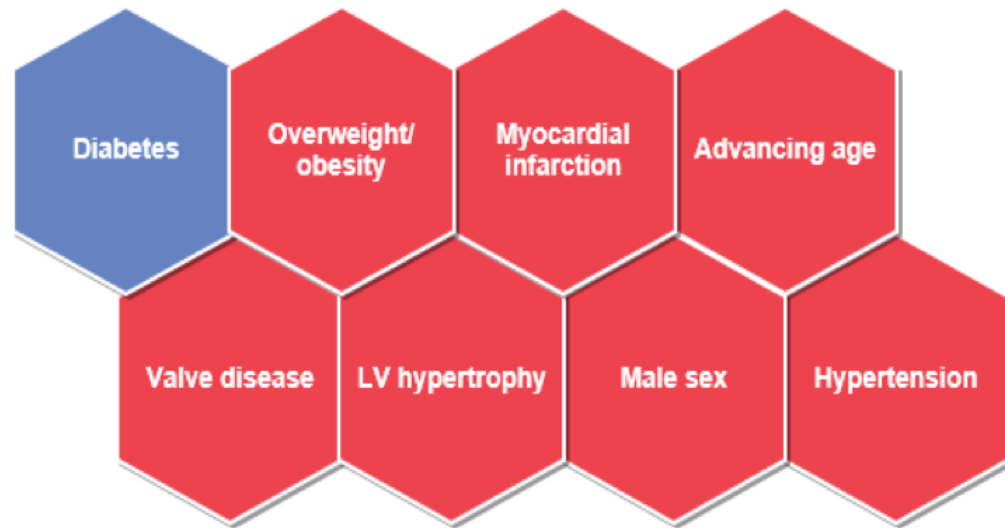 Diabetes
Overweight/
obesity
Myocardial
infarction
Advancing age
Valve disease
LV hypertrophy
Male sex
Hypertension